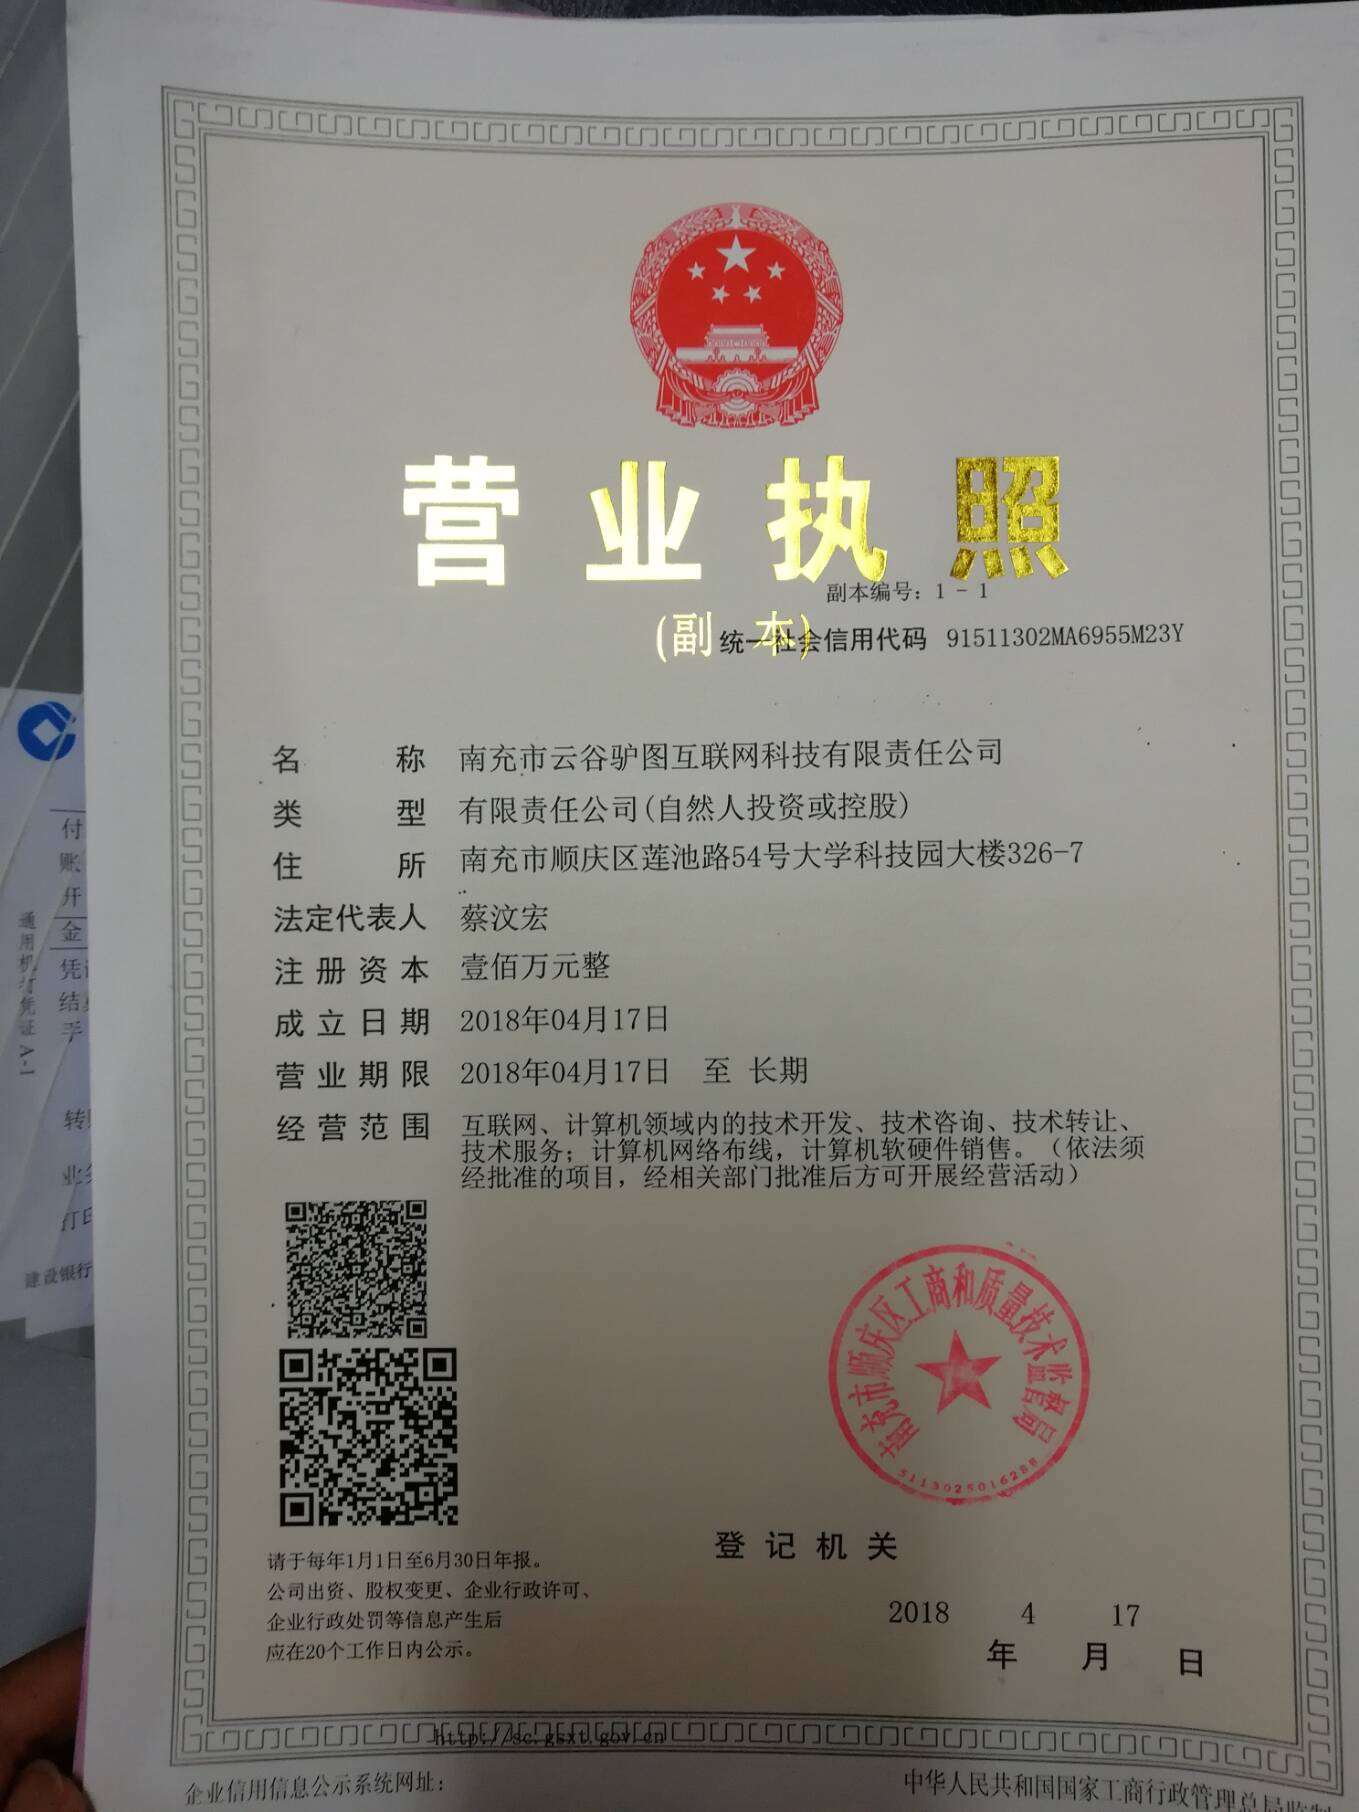 营业执照
副本编号：1-1
(副 本)
统一社会信用代码 91511302MA6955M23Y
名称 南充市云谷驴图互联网科技有限责任公司
类型 有限责任公司(自然人投资或控股)
住所 南充市顺庆区莲池路54号大学科技园大楼326-7
法定代表人 蔡汶宏
注册资本 壹佰万元整
成立日期 2018年04月17日
营业期限 2018年04月17日 至 长期
经营范围 互联网、计算机领域内的技术开发、技术咨询、技术转让、
技术服务；计算机网络布线，计算机软硬件销售。（依法须
经批准的项目，经相关部门批准后方可开展经营活动）
南充市顺庆区工商和质量技术监督局
5113025016288
登记机关
请于每年1月1日至6月30日年报。
公司出资、股权变更、企业行政许可、
企业行政处罚等信息产生后
应在20个工作日内公示。
2018 4 17
年 月 日
http://sc.gsxt.gov.cn
企业信用信息公示系统网址：
中华人民共和国国家工商行政管理总局监制
付
账
开
金
凭
结
手
转
业
打印
建设银行
通用机打凭证A-1